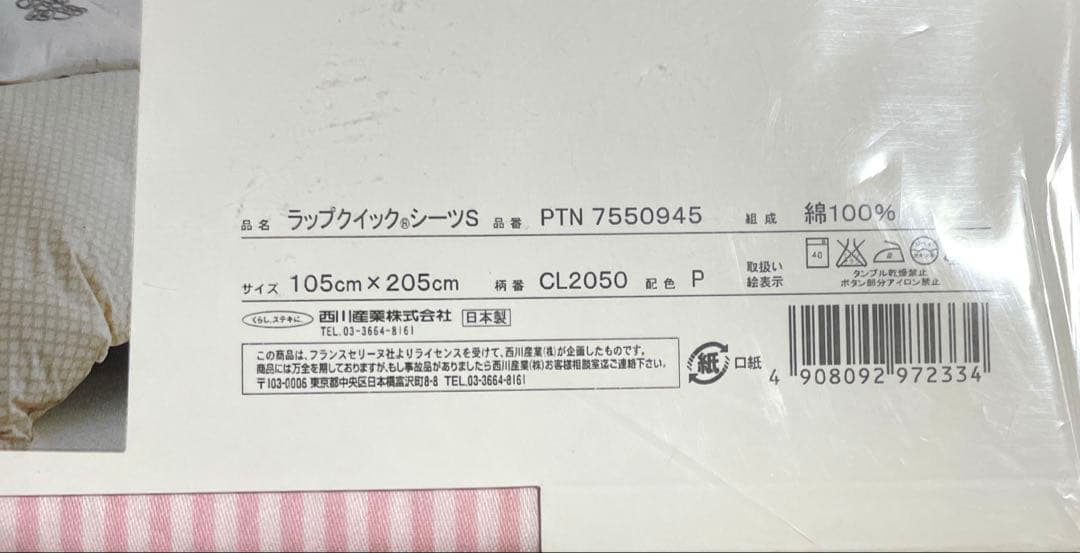 品名 ラップクイック®シーツS 品番 PTN 7550945 組成 綿100%
サイズ 105cm×205cm 柄番 CL2050 配色 P 取扱い絵表示
40
タンブル乾燥禁止
ボタン部分アイロン禁止
くらし、ステキに 西川産業株式会社 日本製
TEL.03-3664-8161
この商品は、フランスセリーヌ社よりライセンスを受けて、西川産業(株)が企画したものです。
商品には万全を期しておりますが、もし事故品がありましたら西川産業(株)お客様相談室迄ご連絡下さい。
〒103-0006 東京都中央区日本橋富沢町8-8 TEL.03-3664-8161
紙 口紙
4 908092 972334